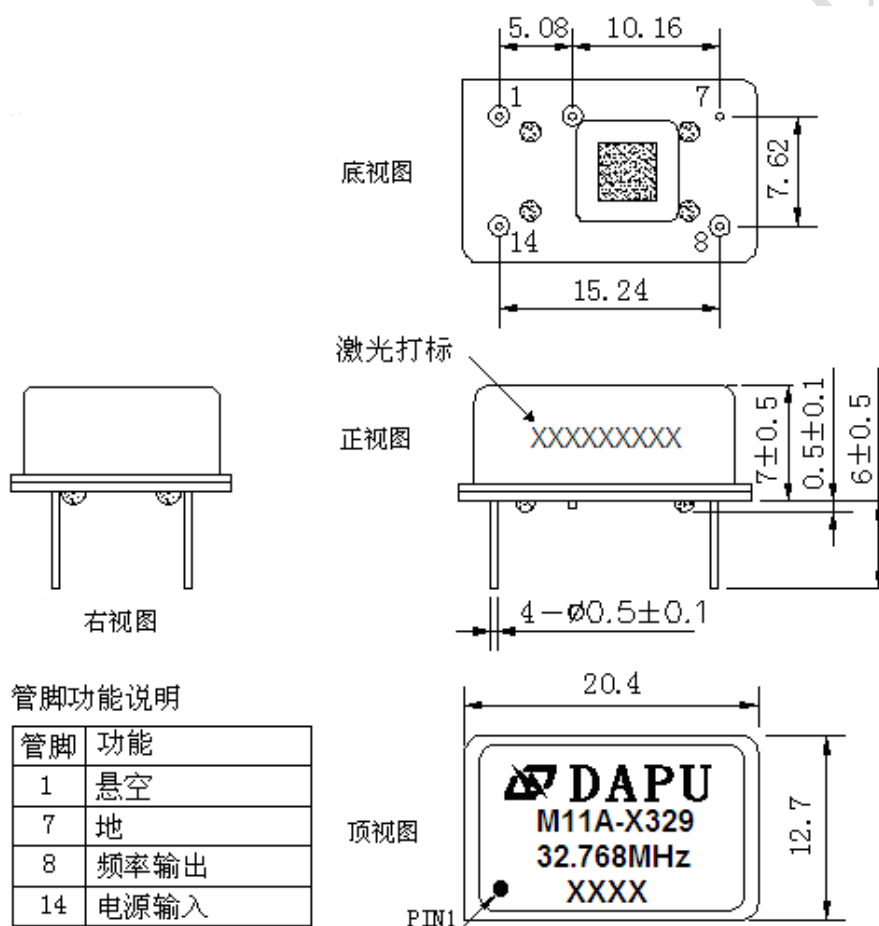 5.08 10.16
1 7
底视图
7.62
14 8
15.24
激光打标
正视图
XXXXXXXXX
7±0.5
0.5±0.1
6±0.5
右视图
4-Ø0.5±0.1
管脚功能说明
管脚 功能
1 悬空
7 地
8 频率输出
14 电源输入
20.4
顶视图
DAPU
M11A-X329
32.768MHz
XXXX
12.7
PIN1